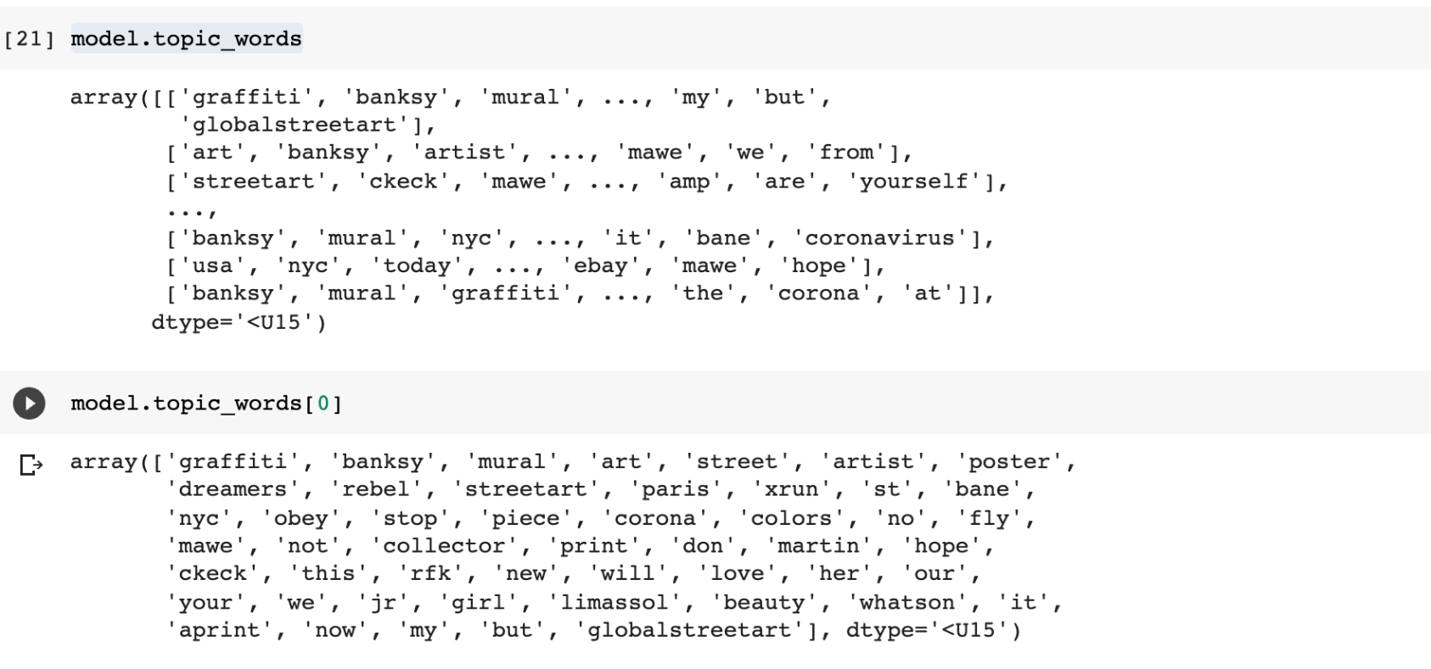 [21] model.topic_words
array([['graffiti', 'banksy', 'mural', ..., 'my', 'but',
'globalstreetart'],
['art', 'banksy', 'artist', ..., 'mawe', 'we', 'from'],
['streetart', 'ckeck', 'mawe', ..., 'amp', 'are', 'yourself'],
...,
['banksy', 'mural', 'nyc', ..., 'it', 'bane', 'coronavirus'],
['usa', 'nyc', 'today', ..., 'ebay', 'mawe', 'hope'],
['banksy', 'mural', 'graffiti', ..., 'the', 'corona', 'at']],
dtype='<U15')
model.topic_words[0]
array(['graffiti', 'banksy', 'mural', 'art', 'street', 'artist', 'poster',
'dreamers', 'rebel', 'streetart', 'paris', 'xrun', 'st', 'bane',
'nyc', 'obey', 'stop', 'piece', 'corona', 'colors', 'no', 'fly',
'mawe', 'not', 'collector', 'print', 'don', 'martin', 'hope',
'ckeck', 'this', 'rfk', 'new', 'will', 'love', 'her', 'our',
'your', 'we', 'jr', 'girl', 'limassol', 'beauty', 'whatson', 'it',
'aprint', 'now', 'my', 'but', 'globalstreetart'], dtype='<U15')